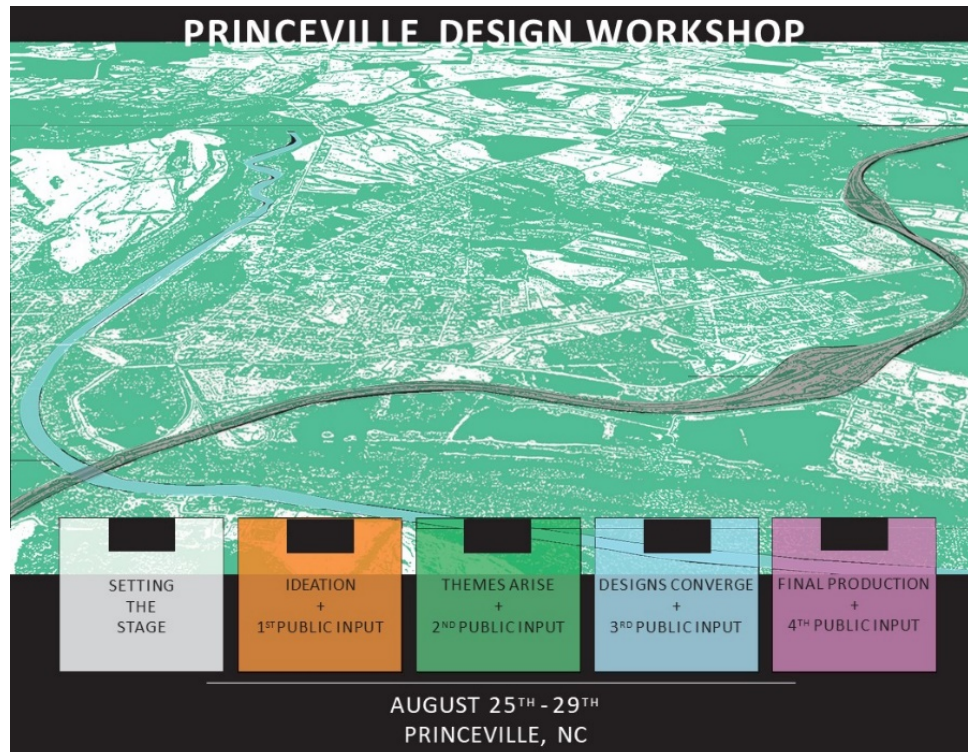 PRINCEVILLE DESIGN WORKSHOP
SETTING
THE
STAGE
IDEATION
+
1ST PUBLIC INPUT
THEMES ARISE
+
2ND PUBLIC INPUT
DESIGNS CONVERGE
+
3RD PUBLIC INPUT
FINAL PRODUCTION
+
4TH PUBLIC INPUT
AUGUST 25TH - 29TH
PRINCEVILLE, NC